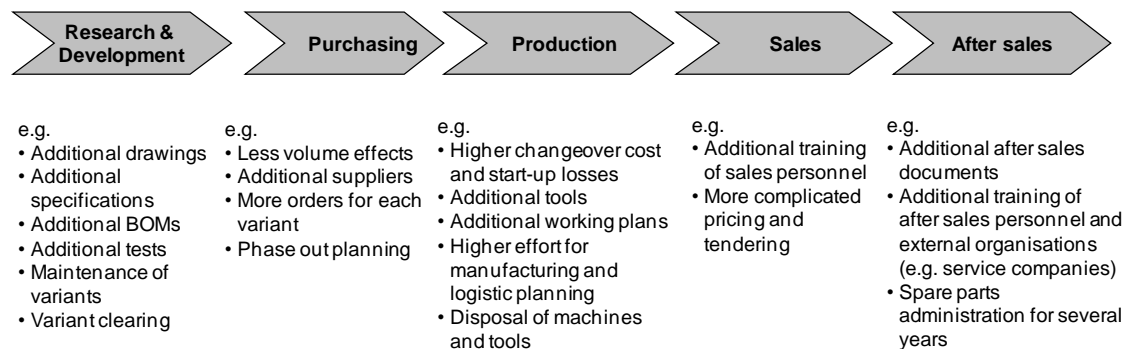 Research &
Development
Purchasing
Production
Sales
After sales
e.g.
• Additional drawings
• Additional
specifications
• Additional BOMs
• Additional tests
• Maintenance of
variants
• Variant clearing
e.g.
• Less volume effects
• Additional suppliers
• More orders for each
variant
• Phase out planning
e.g.
• Higher changeover cost
and start-up losses
• Additional tools
• Additional working plans
• Higher effort for
manufacturing and
logistic planning
• Disposal of machines
and tools
e.g.
• Additional training
of sales personnel
• More complicated
pricing and
tendering
e.g.
• Additional after sales
documents
• Additional training of
after sales personnel and
external organisations
(e.g. service companies)
• Spare parts
administration for several
years